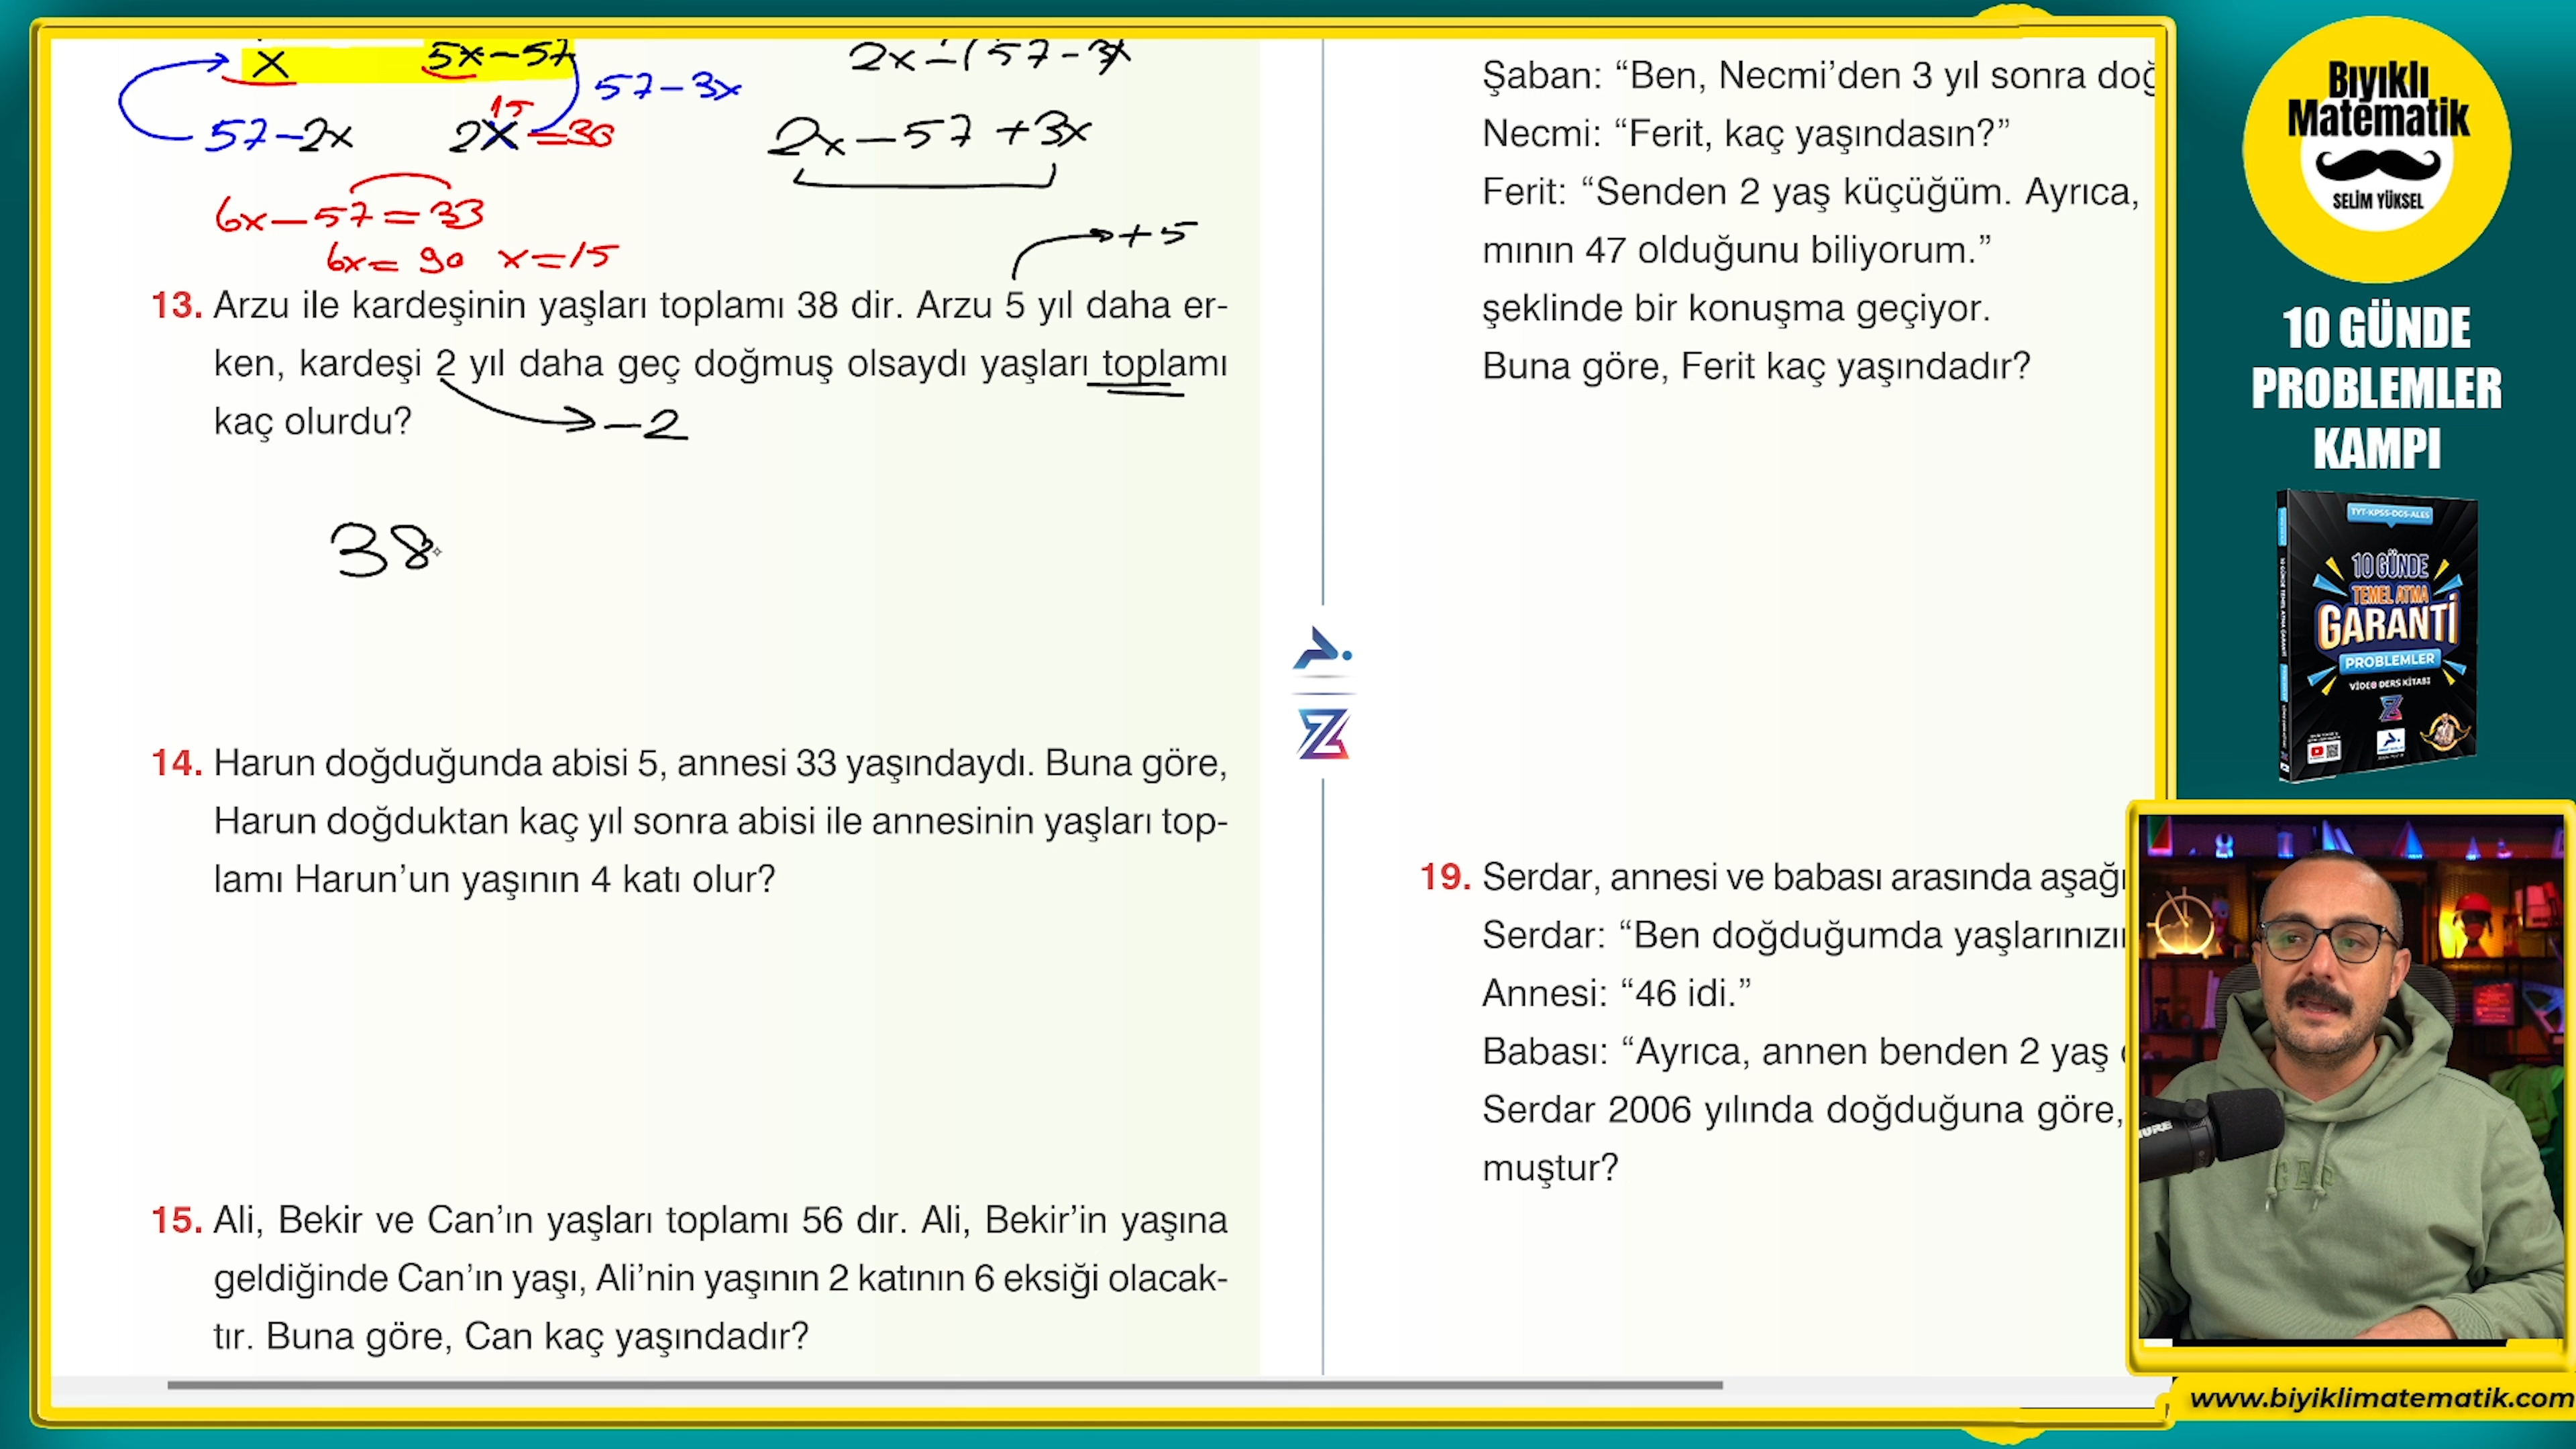 x 5x-57
57-3x
57-2x 2x=30
15
6x-57=33
6x=90 x=15
2x-(57-3x
2x-57+3x
+5
13. Arzu ile kardeşinin yaşları toplamı 38 dir. Arzu 5 yıl daha er-
ken, kardeşi 2 yıl daha geç doğmuş olsaydı yaşları toplamı
kaç olurdu?
-2
38
14. Harun doğduğunda abisi 5, annesi 33 yaşındaydı. Buna göre,
Harun doğduktan kaç yıl sonra abisi ile annesinin yaşları top-
lamı Harun'un yaşının 4 katı olur?
15. Ali, Bekir ve Can'ın yaşları toplamı 56 dır. Ali, Bekir'in yaşına
geldiğinde Can'ın yaşı, Ali'nin yaşının 2 katının 6 eksiği olacak-
tır. Buna göre, Can kaç yaşındadır?
Şaban: "Ben, Necmi'den 3 yıl sonra doğ
Necmi: "Ferit, kaç yaşındasın?"
Ferit: "Senden 2 yaş küçüğüm. Ayrıca,
mının 47 olduğunu biliyorum."
şeklinde bir konuşma geçiyor.
Buna göre, Ferit kaç yaşındadır?
19. Serdar, annesi ve babası arasında aşağı
Serdar: "Ben doğduğumda yaşlarınızı
Annesi: "46 idi."
Babası: "Ayrıca, annen benden 2 yaş
Serdar 2006 yılında doğduğuna göre,
muştur?
Bıyıklı
Matematik
SELİM YÜKSEL
10 GÜNDE
PROBLEMLER
KAMPI
TYT-KPSS-DGS-ALES
10 GÜNDE
TEMEL ATMA
GARANTİ
PROBLEMLER
VİDEO DERS KİTABI
www.biyiklimatematik.com